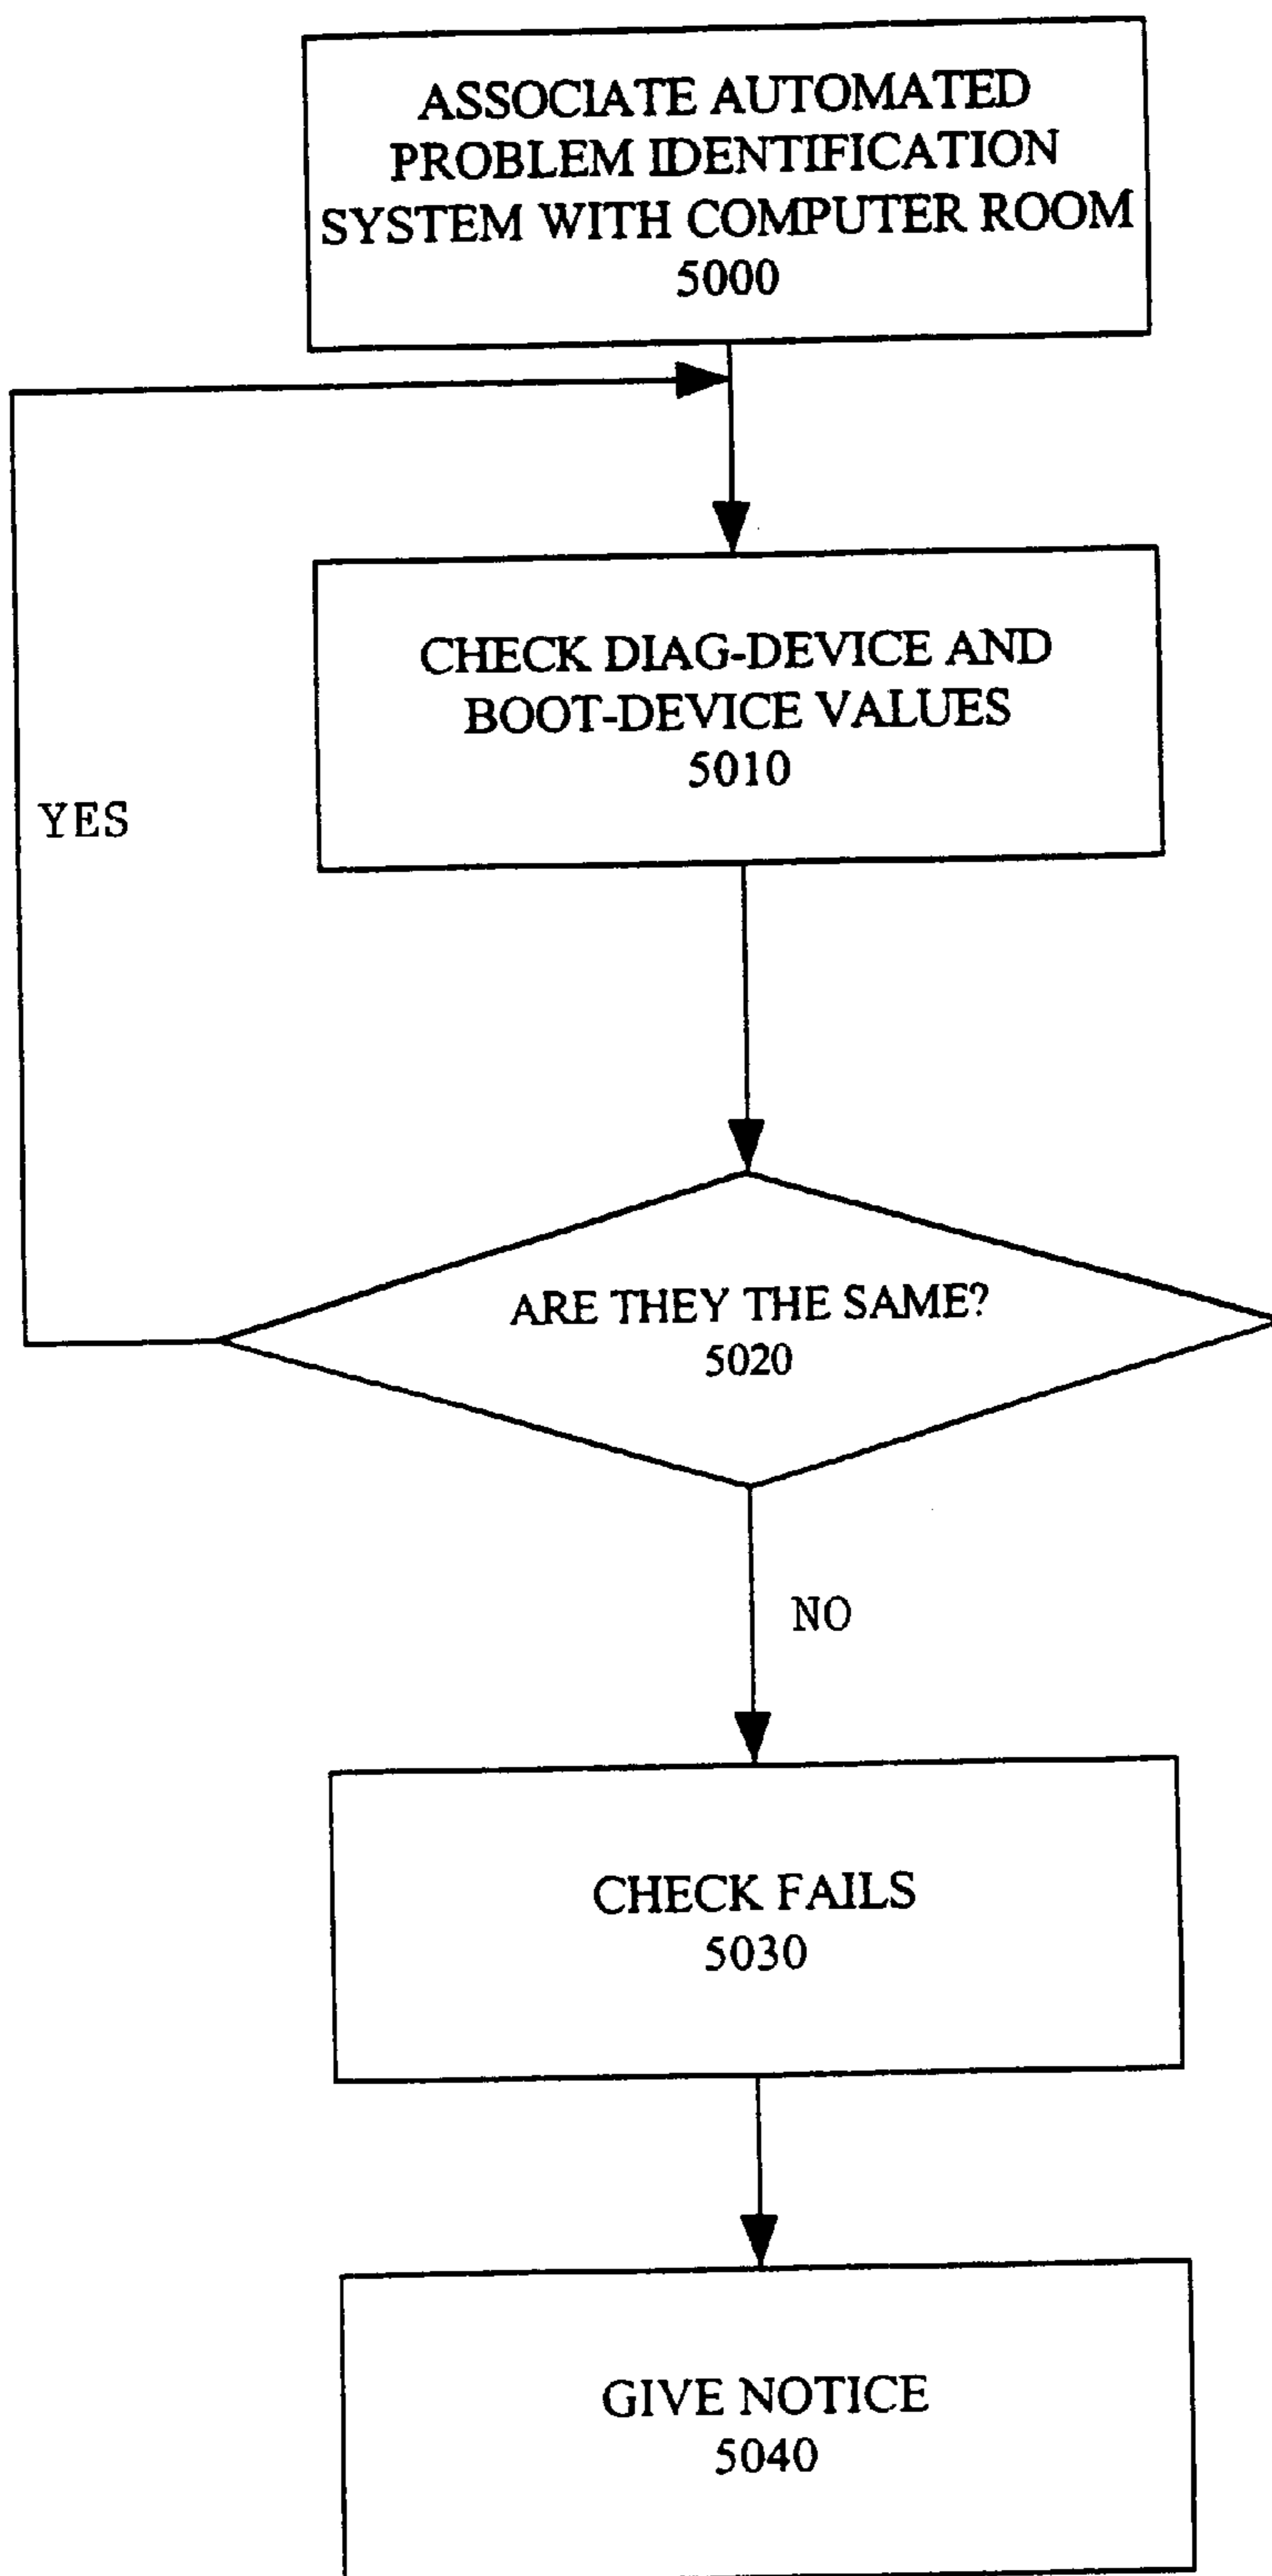 ASSOCIATE AUTOMATED
PROBLEM IDENTIFICATION
SYSTEM WITH COMPUTER ROOM
5000
CHECK DIAG-DEVICE AND
BOOT-DEVICE VALUES
5010
YES
ARE THEY THE SAME?
5020
NO
CHECK FAILS
5030
GIVE NOTICE
5040